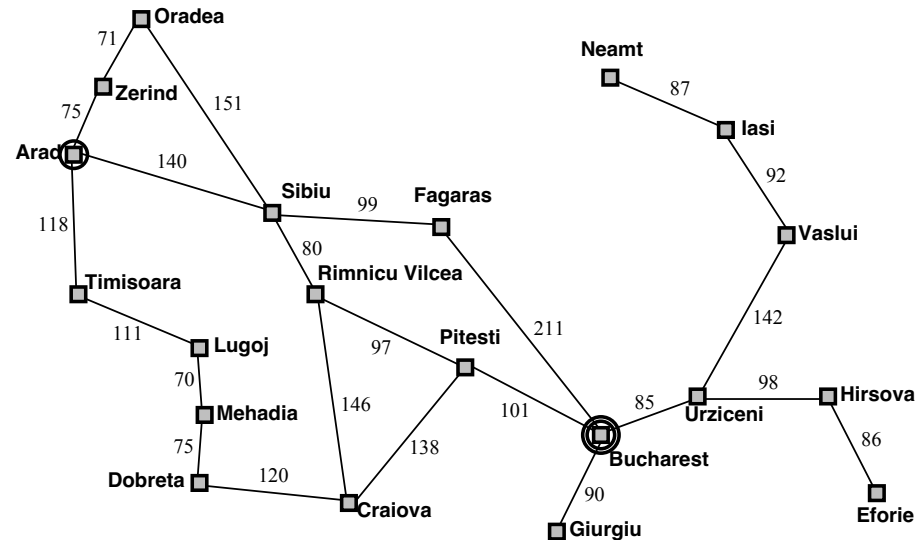 Oradea
71
Neamt
Zerind
87
75
151
Iasi
Arad
140
92
Sibiu
99
Fagaras
118
Vaslui
80
Timisoara
Rimnicu Vilcea
111
211
142
Lugoj
97
Pitesti
70
98
Hirsova
Mehadia
146
101
85
Urziceni
86
75
138
Bucharest
Dobreta
120
90
Craiova
Eforie
Giurgiu